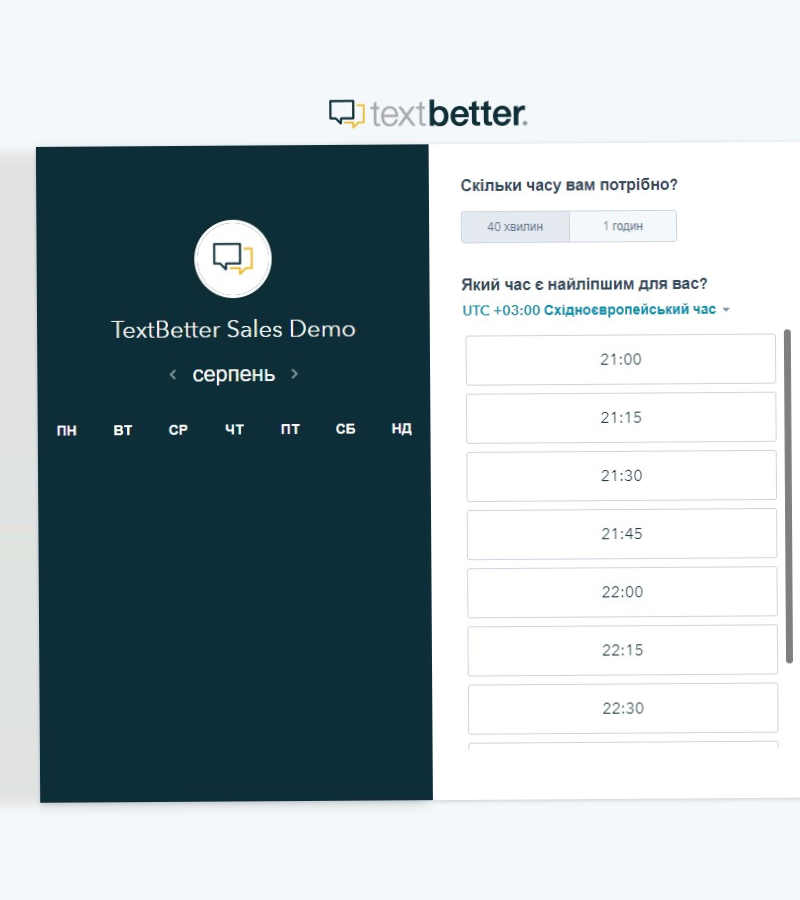 textbetter.
TextBetter Sales Demo
серпень
ПН ВТ СР ЧТ ПТ СБ НД
Скільки часу вам потрібно?
40 хвилин 1 годин
Який час є найліпшим для вас?
UTC +03:00 Східноєвропейський час
21:00
21:15
21:30
21:45
22:00
22:15
22:30